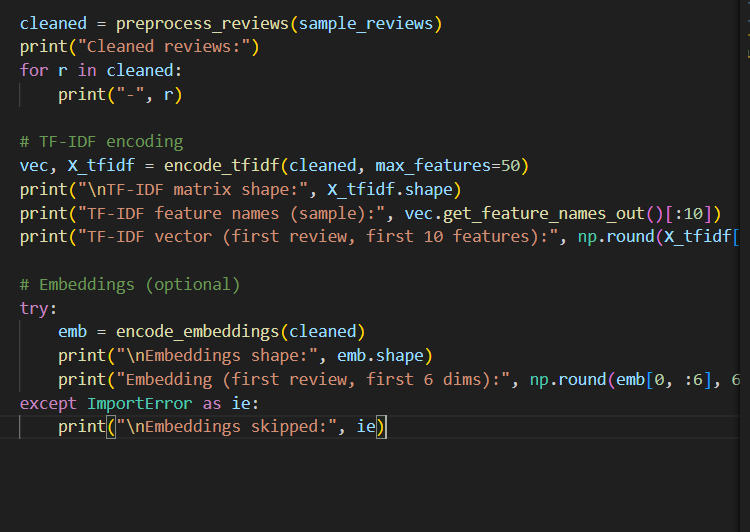 cleaned = preprocess_reviews(sample_reviews)
print("Cleaned reviews:")
for r in cleaned:
    print("-", r)

# TF-IDF encoding
vec, X_tfidf = encode_tfidf(cleaned, max_features=50)
print("\nTF-IDF matrix shape:", X_tfidf.shape)
print("TF-IDF feature names (sample):", vec.get_feature_names_out()[:10])
print("TF-IDF vector (first review, first 10 features):", np.round(X_tfidf[

# Embeddings (optional)
try:
    emb = encode_embeddings(cleaned)
    print("\nEmbeddings shape:", emb.shape)
    print("Embedding (first review, first 6 dims):", np.round(emb[0, :6], 6
except ImportError as ie:
    print("\nEmbeddings skipped:", ie)